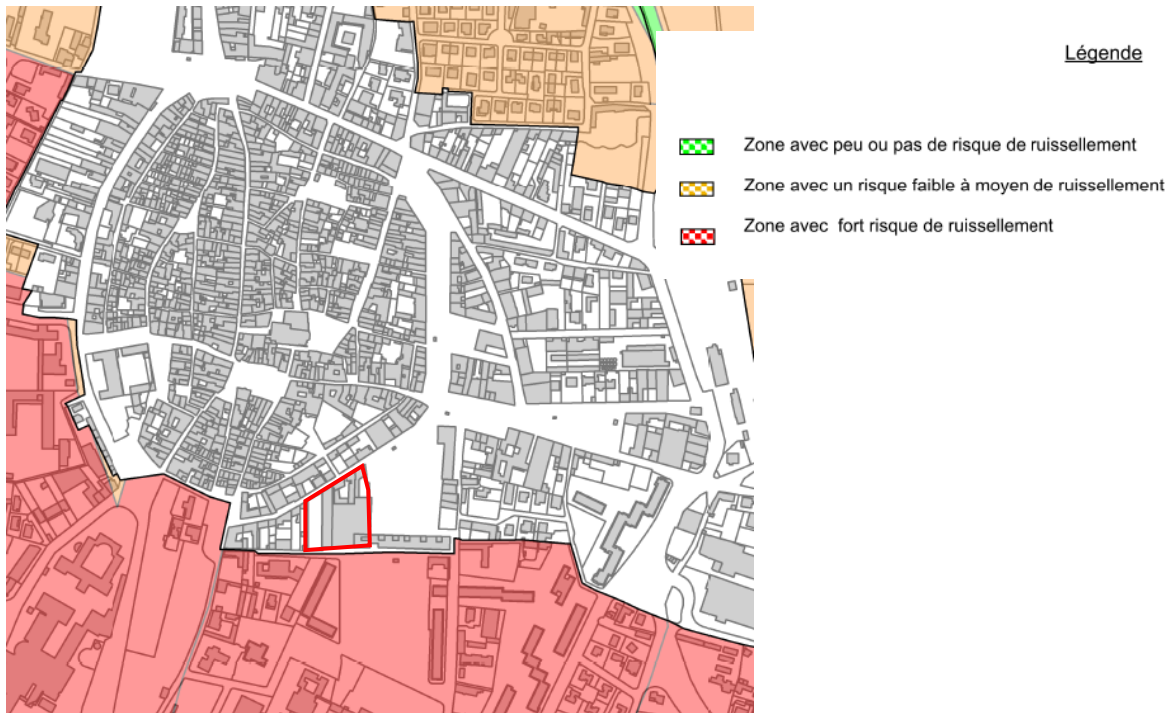 Légende
Zone avec peu ou pas de risque de ruissellement
Zone avec un risque faible à moyen de ruissellement
Zone avec fort risque de ruissellement